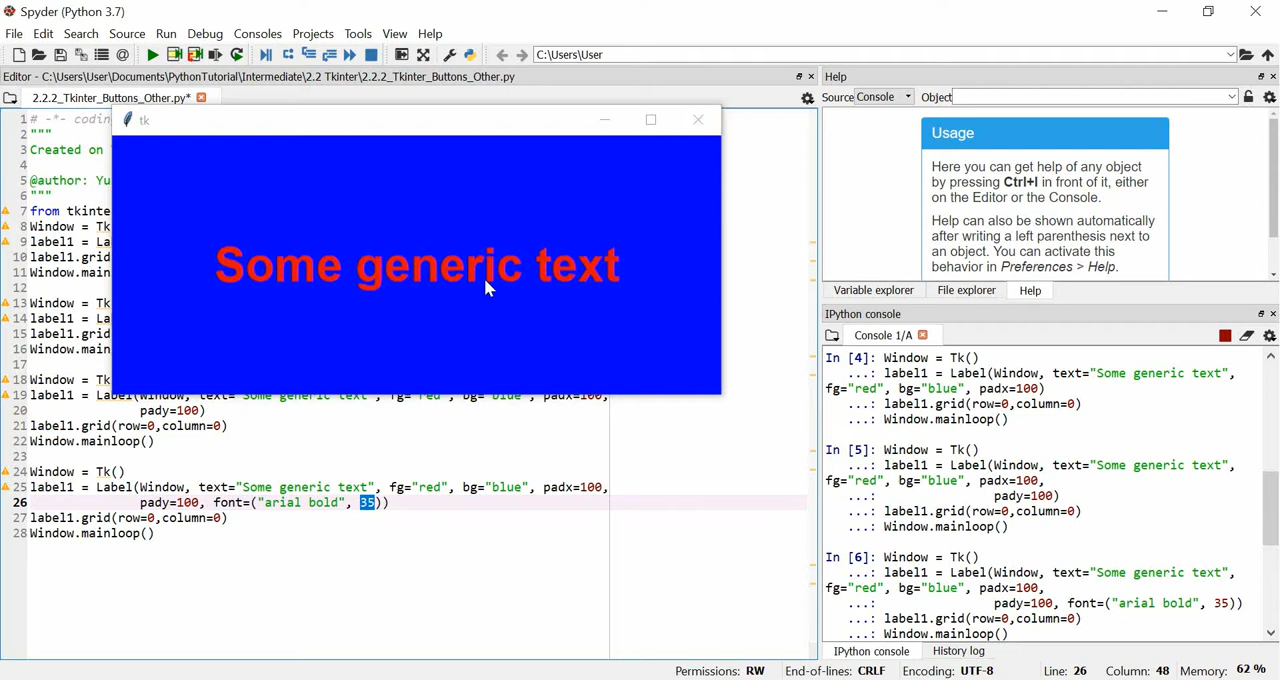 Spyder (Python 3.7)
File Edit Search Source Run Debug Consoles Projects Tools View Help
C:\Users\User
Editor - C:\Users\User\Documents\PythonTutorial\Intermediate\2.2 Tkinter\2.2.2_Tkinter_Buttons_Other.py
2.2.2_Tkinter_Buttons_Other.py*
1 # -*- codin
2 """
3 Created on
4
5 @author: Yu
6 """
7 from tkinte
8 Window = Tk
9 label1 = La
10 label1.grid
11 Window.main
12
13 Window = Tk
14 label1 = La
15 label1.grid
16 Window.main
17
18 Window = Tk
19 label1 = Label(Window, text="Some generic text", fg="red", bg="blue", padx=100,
20 pady=100)
21 label1.grid(row=0,column=0)
22 Window.mainloop()
23
24 Window = Tk()
25 label1 = Label(Window, text="Some generic text", fg="red", bg="blue", padx=100,
26 pady=100, font=("arial bold", 35))
27 label1.grid(row=0,column=0)
28 Window.mainloop()
tk
Some generic text
Help
Source Console Object
Usage
Here you can get help of any object
by pressing Ctrl+I in front of it, either
on the Editor or the Console.
Help can also be shown automatically
after writing a left parenthesis next to
an object. You can activate this
behavior in Preferences > Help.
Variable explorer File explorer Help
IPython console
Console 1/A
In [4]: Window = Tk()
...: label1 = Label(Window, text="Some generic text",
fg="red", bg="blue", padx=100)
...: label1.grid(row=0,column=0)
...: Window.mainloop()
In [5]: Window = Tk()
...: label1 = Label(Window, text="Some generic text",
fg="red", bg="blue", padx=100,
...: pady=100)
...: label1.grid(row=0,column=0)
...: Window.mainloop()
In [6]: Window = Tk()
...: label1 = Label(Window, text="Some generic text",
fg="red", bg="blue", padx=100,
...: pady=100, font=("arial bold", 35))
...: label1.grid(row=0,column=0)
...: Window.mainloop()
IPython console History log
Permissions: RW End-of-lines: CRLF Encoding: UTF-8 Line: 26 Column: 48 Memory: 62 %